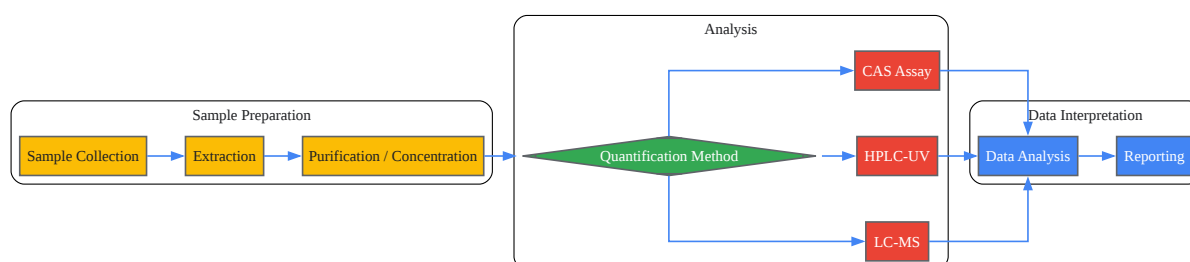 Sample Preparation
Sample Collection
Extraction
Purification / Concentration
Analysis
Quantification Method
CAS Assay
HPLC-UV
LC-MS
Data Interpretation
Data Analysis
Reporting